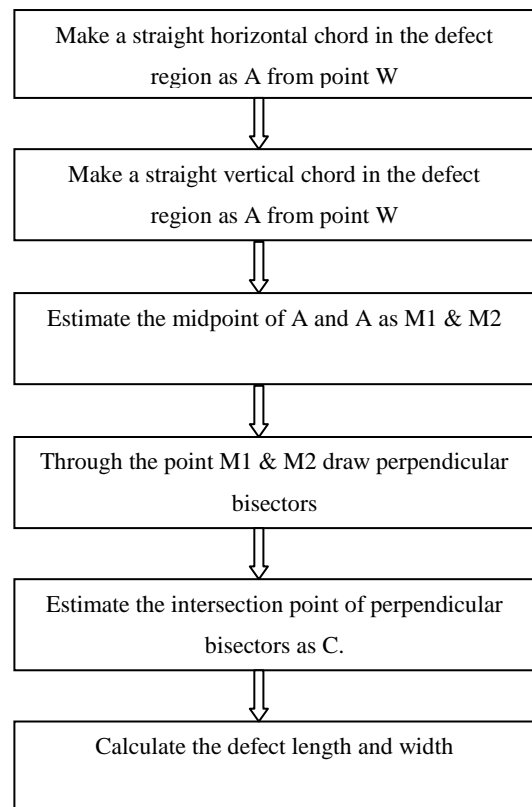 Make a straight horizontal chord in the defect
region as A from point W
Make a straight vertical chord in the defect
region as A from point W
Estimate the midpoint of A and A as M1 & M2
Through the point M1 & M2 draw perpendicular
bisectors
Estimate the intersection point of perpendicular
bisectors as C.
Calculate the defect length and width